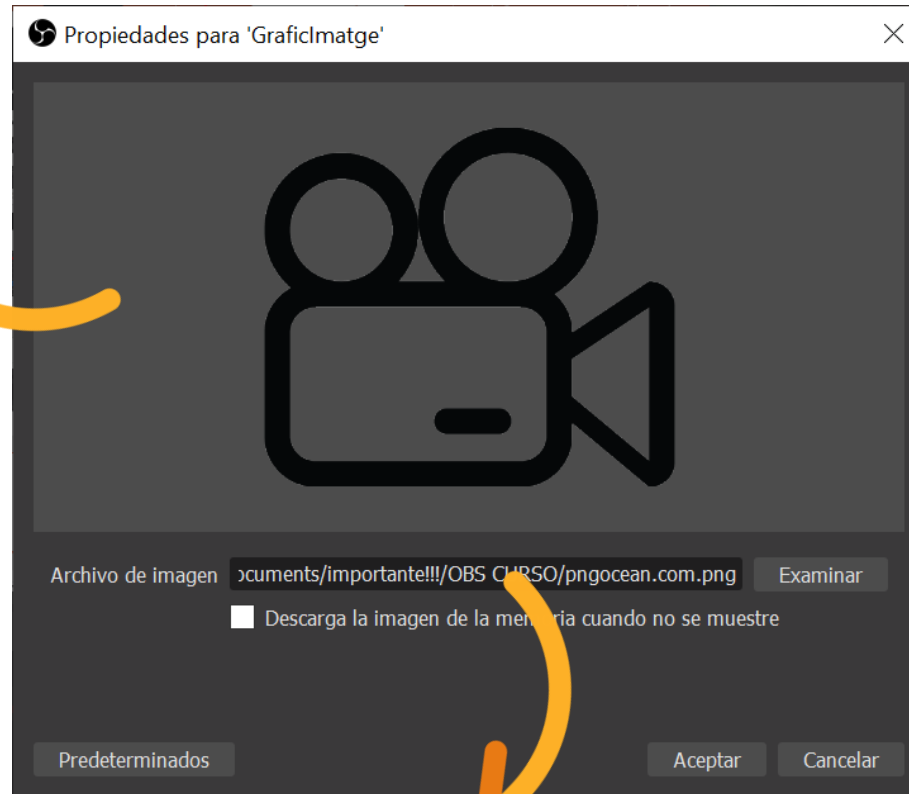 Propiedades para 'GraficImatge'
Archivo de imagen ocuments/importante!!!/OBS CURSO/pngocean.com.png Examinar
Descarga la imagen de la memoria cuando no se muestre
Predeterminados Aceptar Cancelar